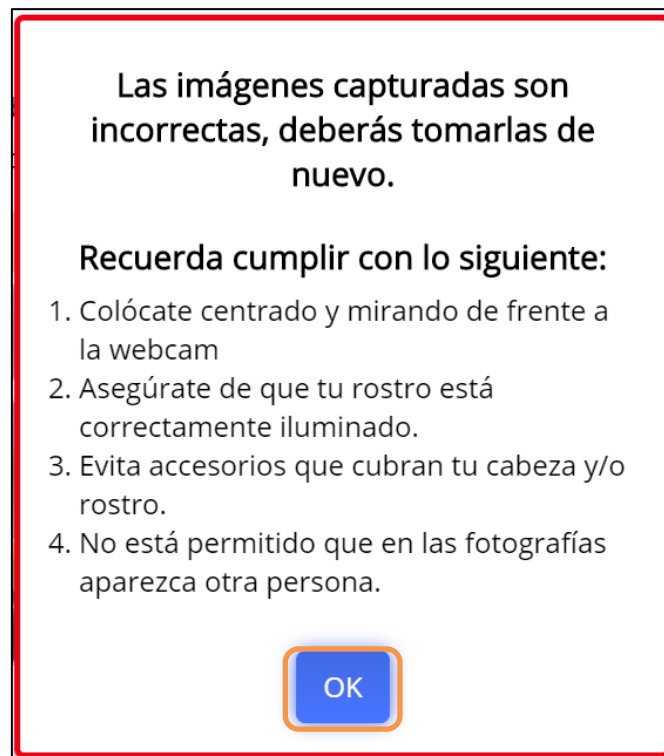 Las imágenes capturadas son
incorrectas, deberás tomarlas de
nuevo.
Recuerda cumplir con lo siguiente:
1. Colócate centrado y mirando de frente a
la webcam
2. Asegúrate de que tu rostro está
correctamente iluminado.
3. Evita accesorios que cubran tu cabeza y/o
rostro.
4. No está permitido que en las fotografías
aparezca otra persona.
OK